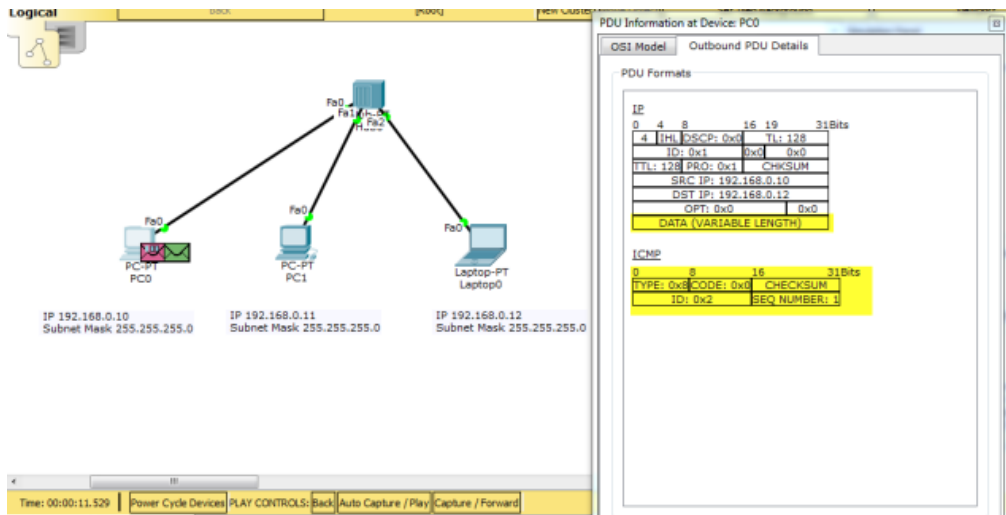 Logical
Back
[Root]
New Cluster
PDU Information at Device: PC0
OSI Model
Outbound PDU Details
PDU Formats
IP
0 4 8 16 19 31Bits
4 IHL DSCP: 0x0 TL: 128
ID: 0x1 0x0 0x0
TTL: 128 PRO: 0x1 CHKSUM
SRC IP: 192.168.0.10
DST IP: 192.168.0.12
OPT: 0x0 0x0
DATA (VARIABLE LENGTH)
ICMP
0 8 16 31Bits
TYPE: 0x8 CODE: 0x0 CHECKSUM
ID: 0x2 SEQ NUMBER: 1
Fa0
Fa1
Fa2
Fa0
Fa0
Fa0
PC-PT
PC0
PC-PT
PC1
Laptop-PT
Laptop0
IP 192.168.0.10
Subnet Mask 255.255.255.0
IP 192.168.0.11
Subnet Mask 255.255.255.0
IP 192.168.0.12
Subnet Mask 255.255.255.0
Time: 00:00:11.529
Power Cycle Devices
PLAY CONTROLS:
Back
Auto Capture / Play
Capture / Forward